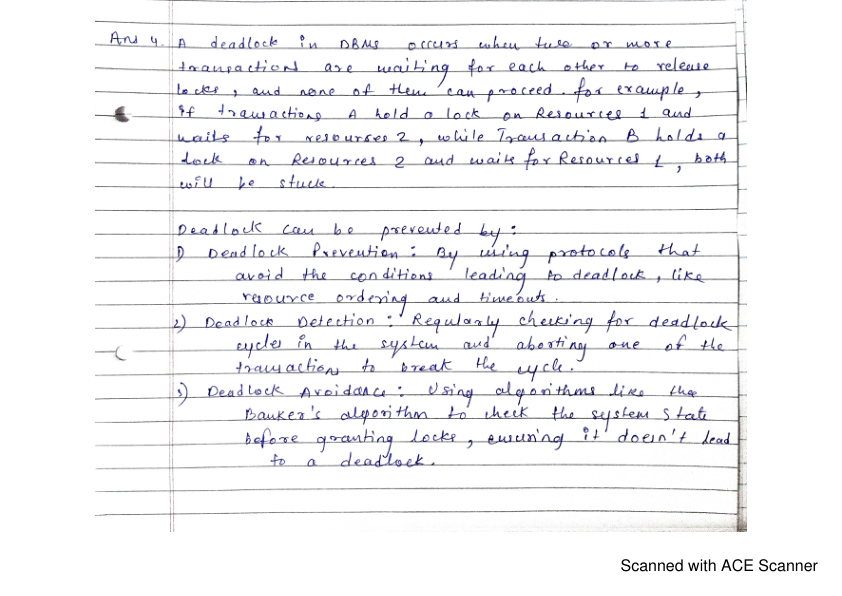 Ans 4. A deadlock in DBMS occurs when two or more
transactions are waiting for each other to release
locks, and none of them can proceed. for example,
if transactions A hold a lock on Resources 1 and
waits for resourses 2, while Transaction B holds a
lock on Resources 2 and waits for Resources 1, both
will be stuck.
Deadlock can be prevented by:
1) Deadlock Prevention: By using protocols that
avoid the conditions leading to deadlock, like
resource ordering and timeouts.
2) Deadlock Detection: Regularly checking for deadlock
cycles in the system and aborting one of the
transactions to break the cycle.
3) Deadlock Avoidance: Using algorithms like the
Banker's algorithm to check the system state
before granting locks, ensuring it doesn't lead
to a deadlock.
Scanned with ACE Scanner